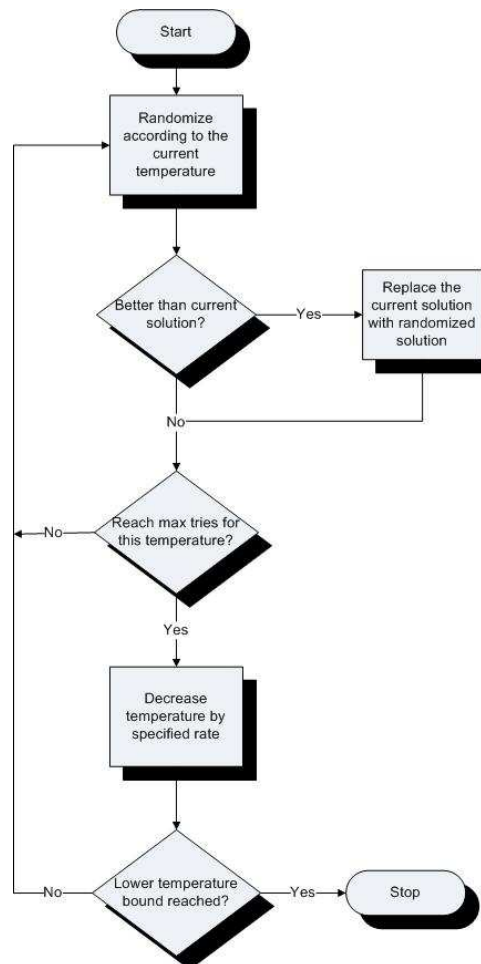 Start
Randomize
according to the
current
temperature
Better than current
solution?
Yes
Replace the
current solution
with randomized
solution
No
Reach max tries for
this temperature?
No
Yes
Decrease
temperature by
specified rate
Lower temperature
bound reached?
No
Yes
Stop